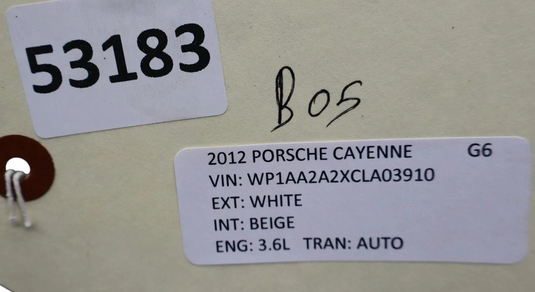 53183
B05
2012 PORSCHE CAYENNE G6
VIN: WP1AA2A2XCLA03910
EXT: WHITE
INT: BEIGE
ENG: 3.6L TRAN: AUTO